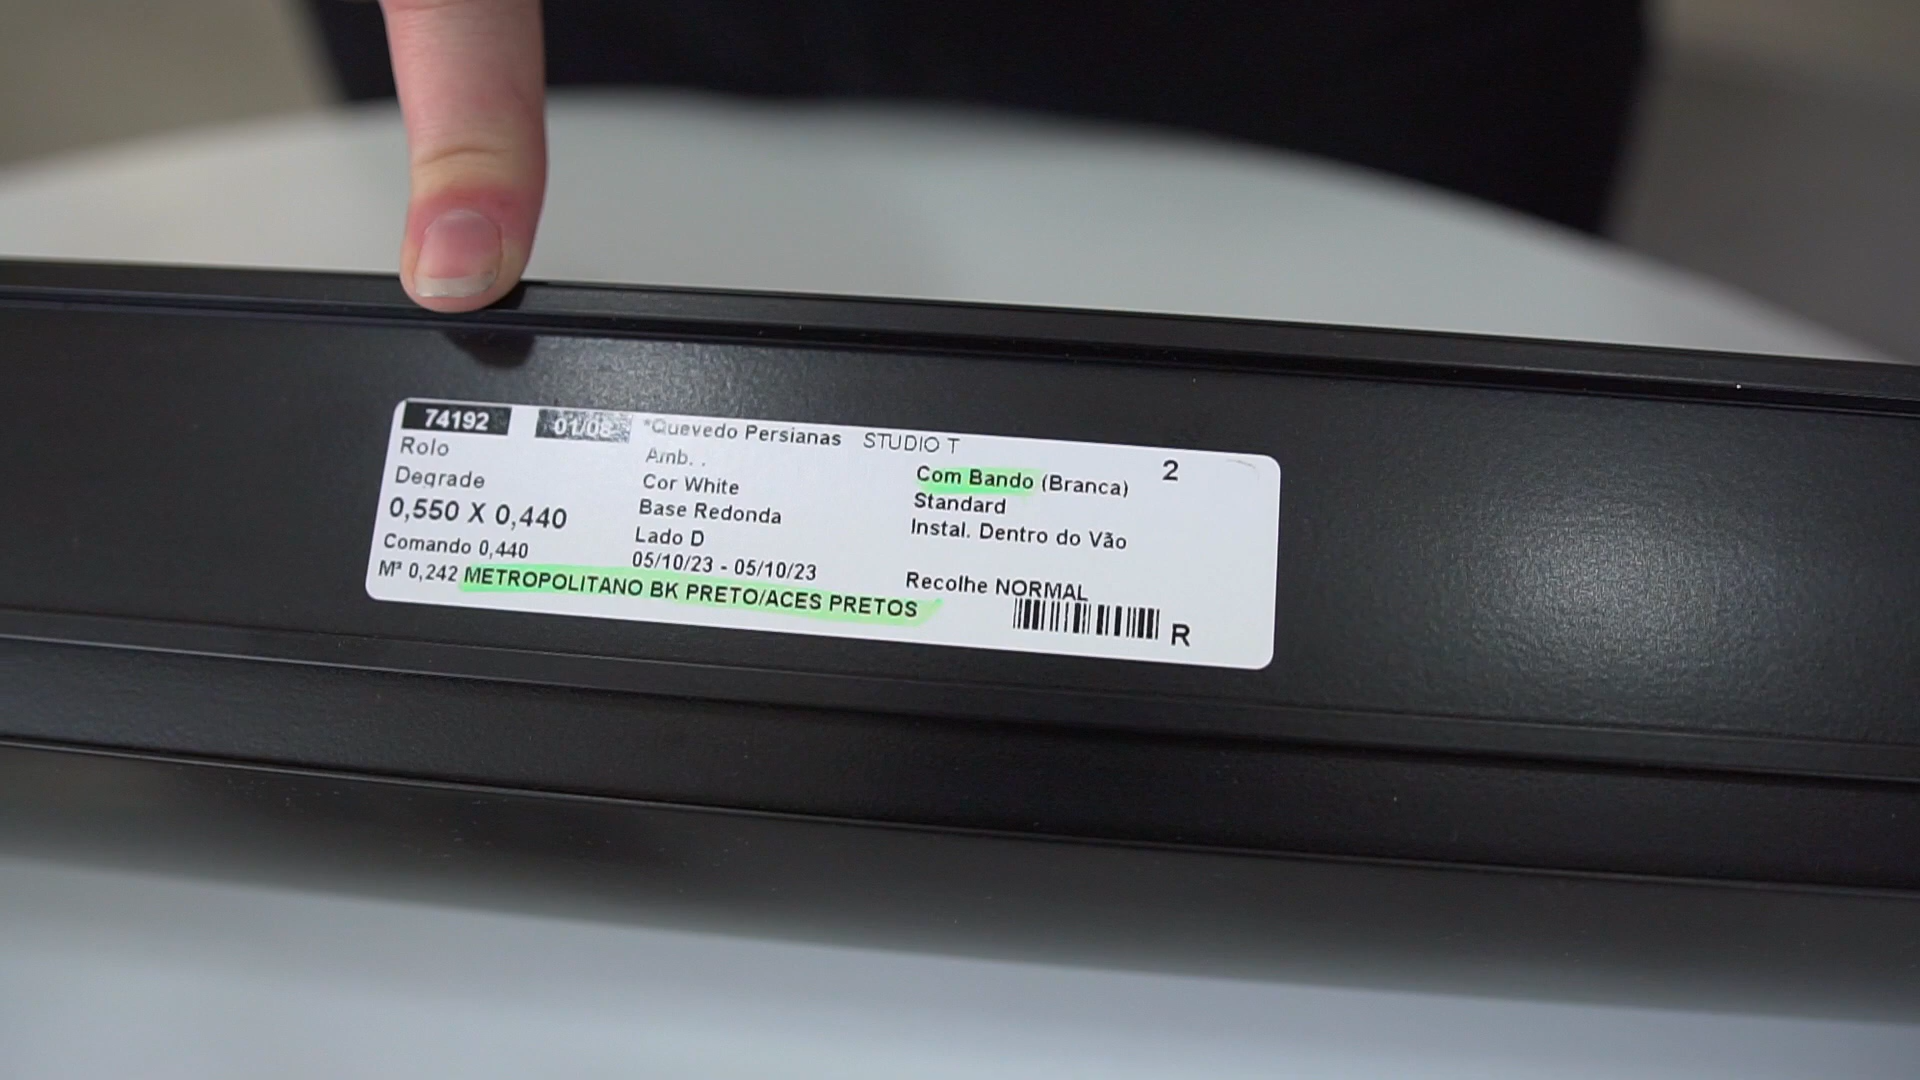 74192 01/08 *Quevedo Persianas STUDIO T
Rolo Amb. . 2
Degrade Cor White Com Bando (Branca)
0,550 X 0,440 Base Redonda Standard
Comando 0,440 Lado D Instal. Dentro do Vão
M² 0,242 05/10/23 - 05/10/23 Recolhe NORMAL
METROPOLITANO BK PRETO/ACES PRETOS R